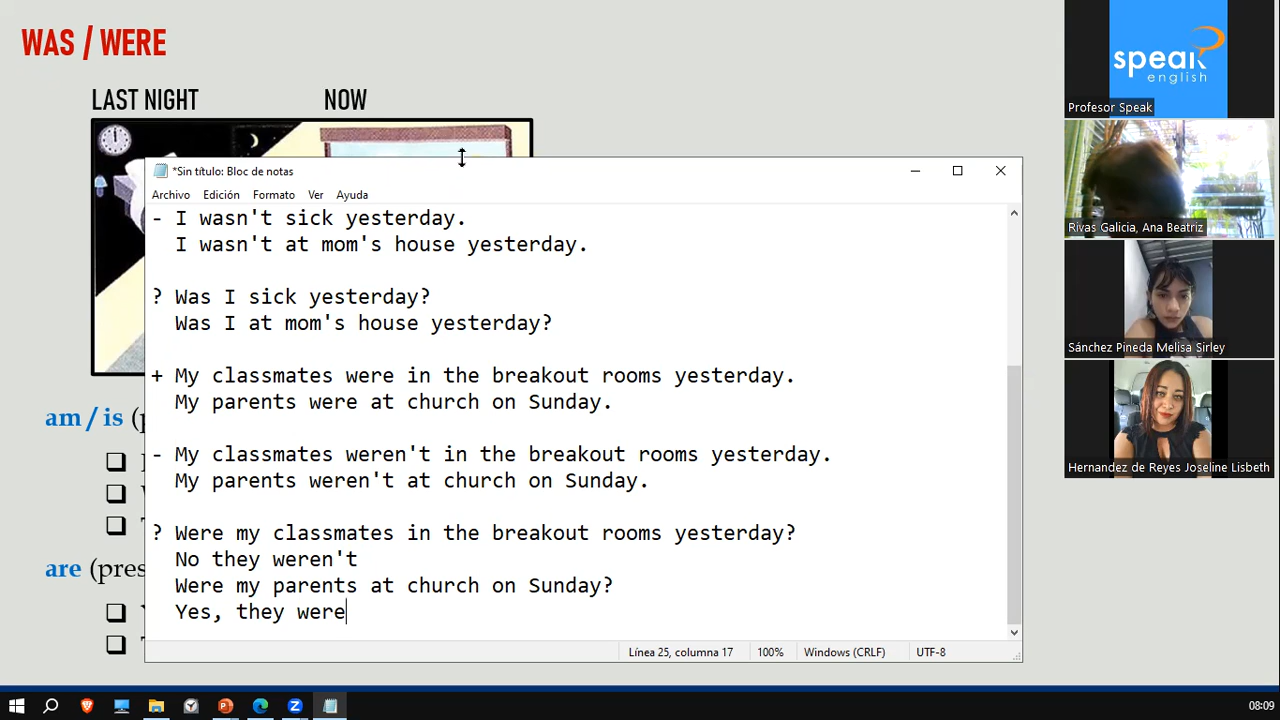 WAS / WERE
LAST NIGHT NOW
*Sin título: Bloc de notas
Archivo Edición Formato Ver Ayuda
- I wasn't sick yesterday.
I wasn't at mom's house yesterday.
? Was I sick yesterday?
Was I at mom's house yesterday?
+ My classmates were in the breakout rooms yesterday.
My parents were at church on Sunday.
- My classmates weren't in the breakout rooms yesterday.
My parents weren't at church on Sunday.
? Were my classmates in the breakout rooms yesterday?
No they weren't
Were my parents at church on Sunday?
Yes, they were
Línea 25, columna 17 100% Windows (CRLF) UTF-8
am / is (
are (pres
speak
english
Profesor Speak
Rivas Galicia, Ana Beatriz
Sánchez Pineda Melisa Sirley
Hernandez de Reyes Joseline Lisbeth
08:09